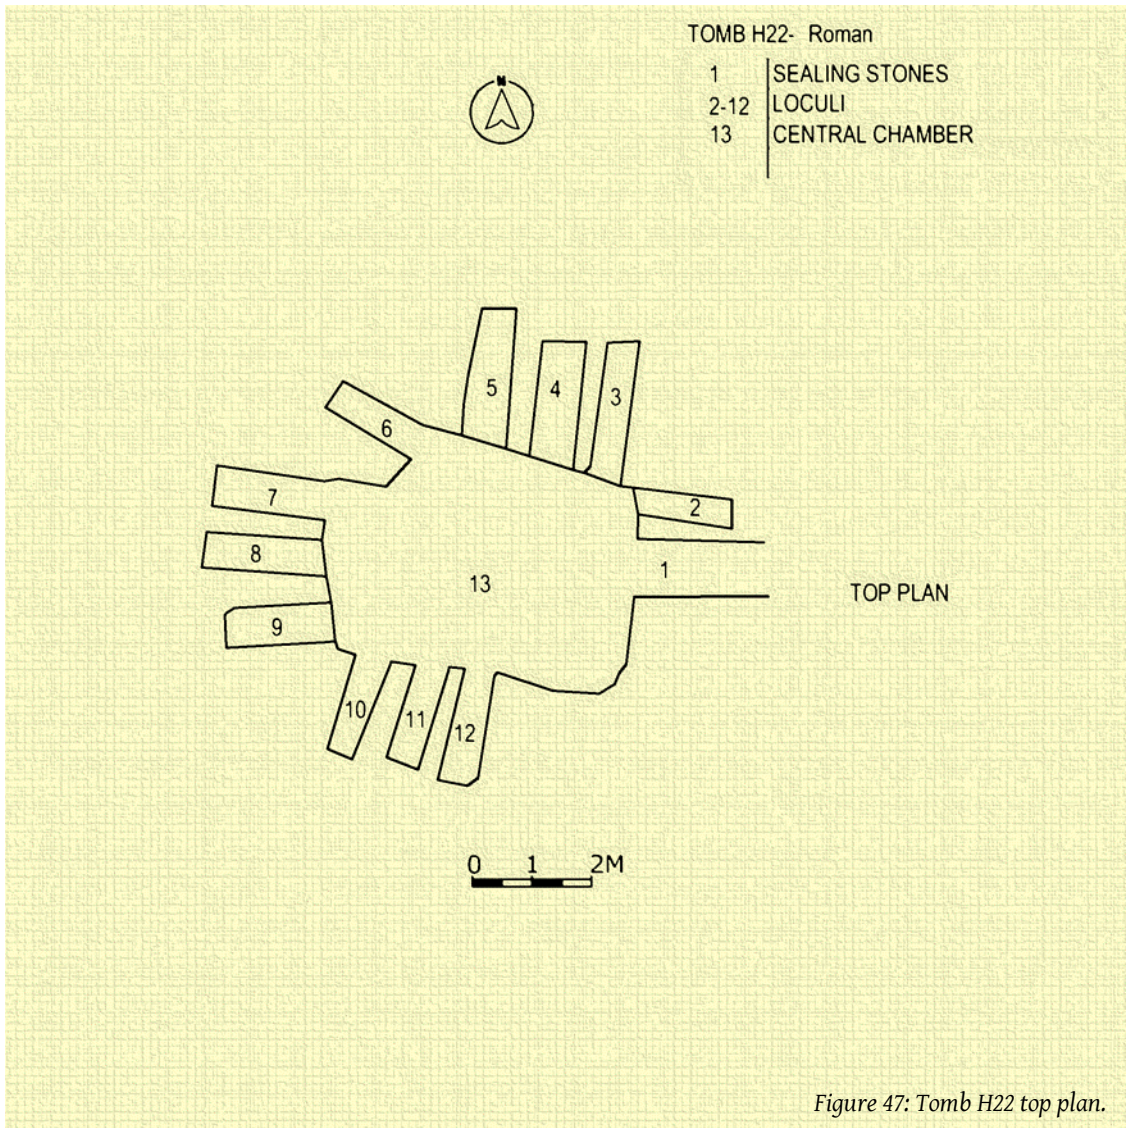 TOMB H22- Roman
1 SEALING STONES
2-12 LOCULI
13 CENTRAL CHAMBER
N
5
4
3
6
7
2
8
1
13
TOP PLAN
9
10
11
12
0 1 2M
Figure 47: Tomb H22 top plan.